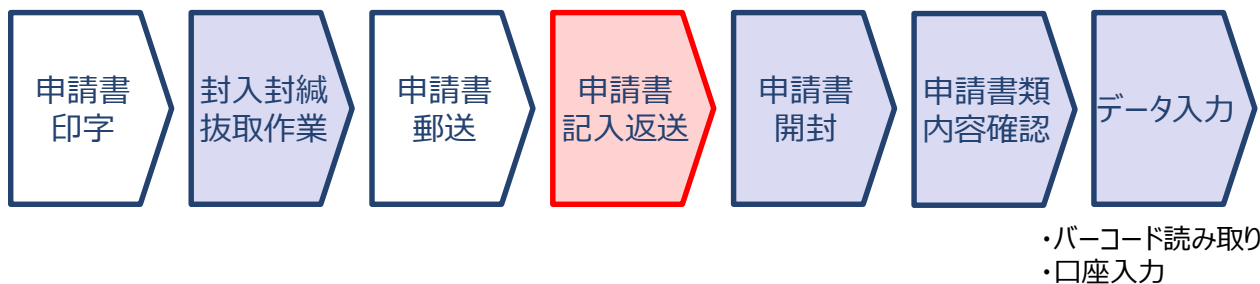 申請書
印字
封入封緘
抜取作業
申請書
郵送
申請書
記入返送
申請書
開封
申請書類
内容確認
データ入力
・バーコード読み取り
・口座入力